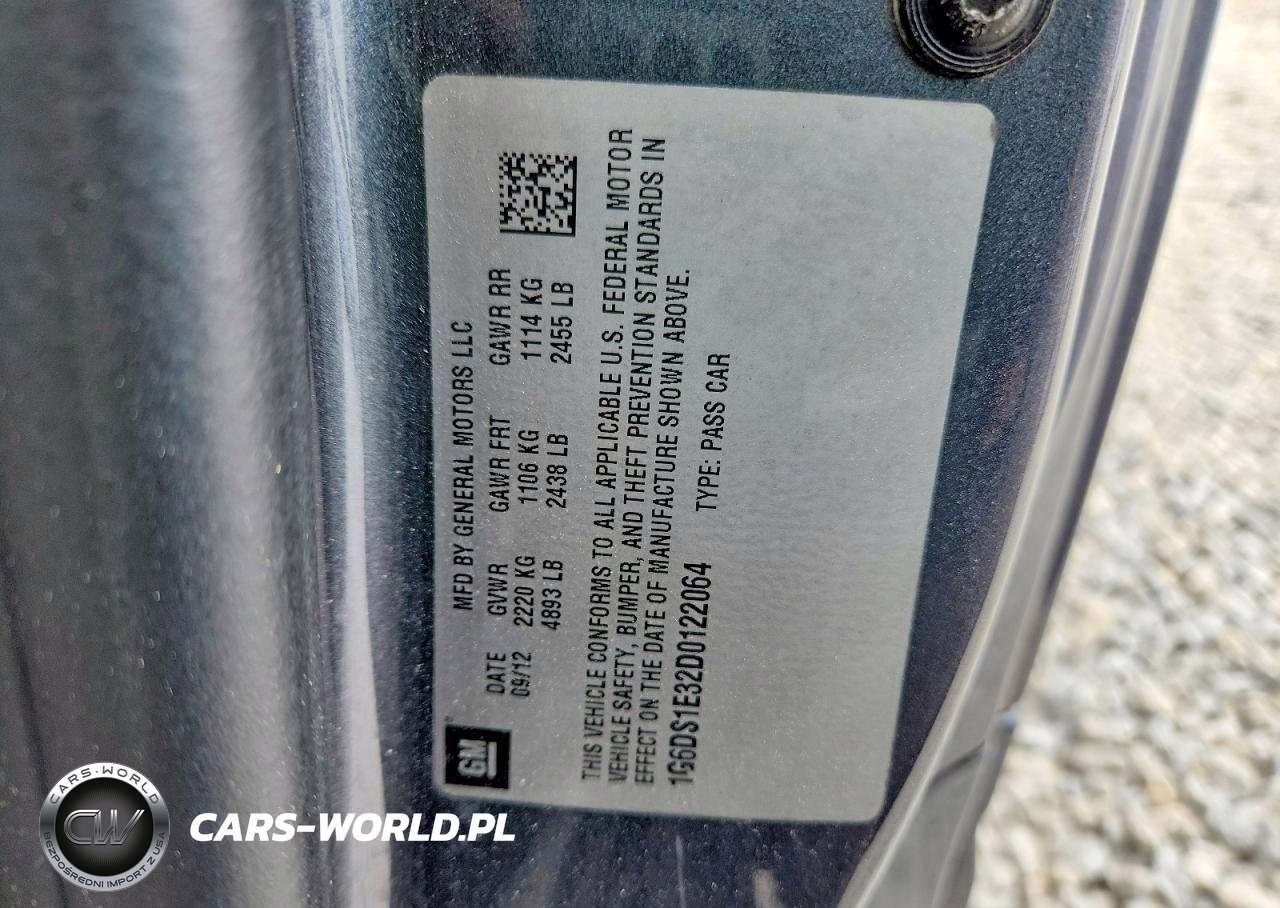 GM
MFD BY GENERAL MOTORS LLC
DATE GVWR GAWR FRT GAWR RR
09/12 2220 KG 1106 KG 1114 KG
4893 LB 2438 LB 2455 LB
THIS VEHICLE CONFORMS TO ALL APPLICABLE U.S. FEDERAL MOTOR
VEHICLE SAFETY, BUMPER, AND THEFT PREVENTION STANDARDS IN
EFFECT ON THE DATE OF MANUFACTURE SHOWN ABOVE.
1G6DS1E32D0122064 TYPE: PASS CAR
CARS-WORLD
CW
BEZPOŚREDNI IMPORT Z USA
CARS-WORLD.PL